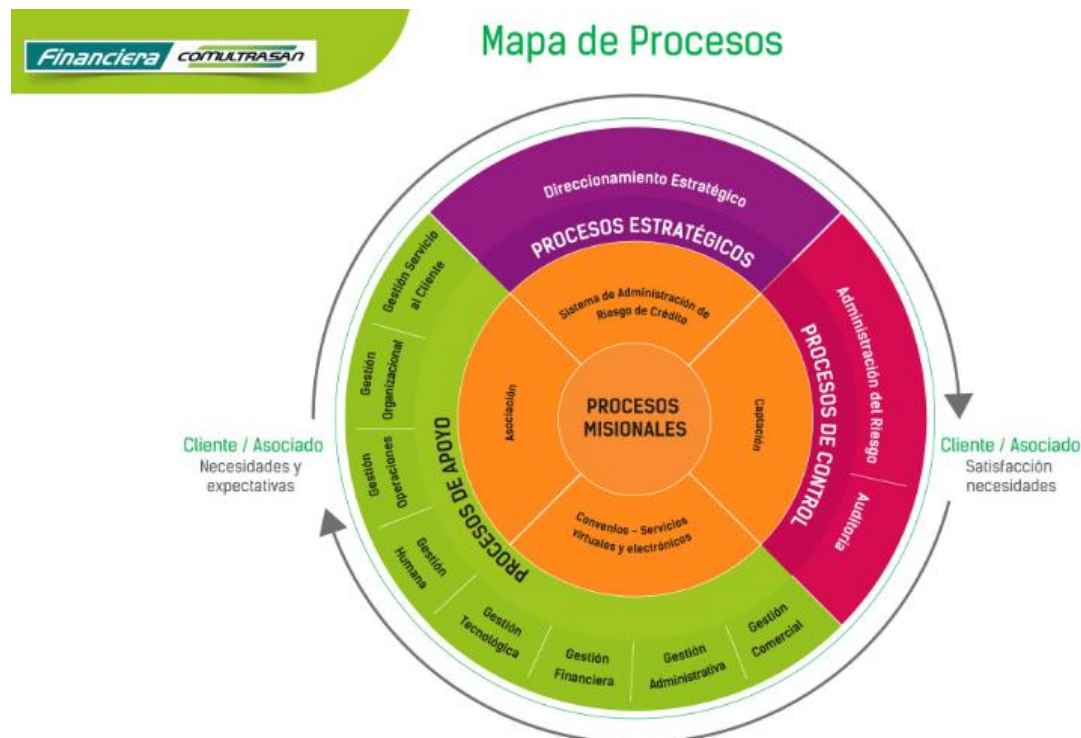 Financiera COMULTRASAN
Mapa de Procesos
Direccionamiento Estratégico
PROCESOS ESTRATÉGICOS
Sistema de Administración de
Riesgo de Crédito
Asociación
PROCESOS
MISIONALES
Captación
Convenios – Servicios
virtuales y electrónicos
PROCESOS DE CONTROL
Administración del Riesgo
Auditoría
PROCESOS DE APOYO
Gestión Servicio
al Cliente
Gestión
Organizacional
Gestión
Operaciones
Gestión
Humana
Gestión
Tecnológica
Gestión
Financiera
Gestión
Administrativa
Gestión
Comercial
Cliente / Asociado
Necesidades y
expectativas
Cliente / Asociado
Satisfacción
necesidades